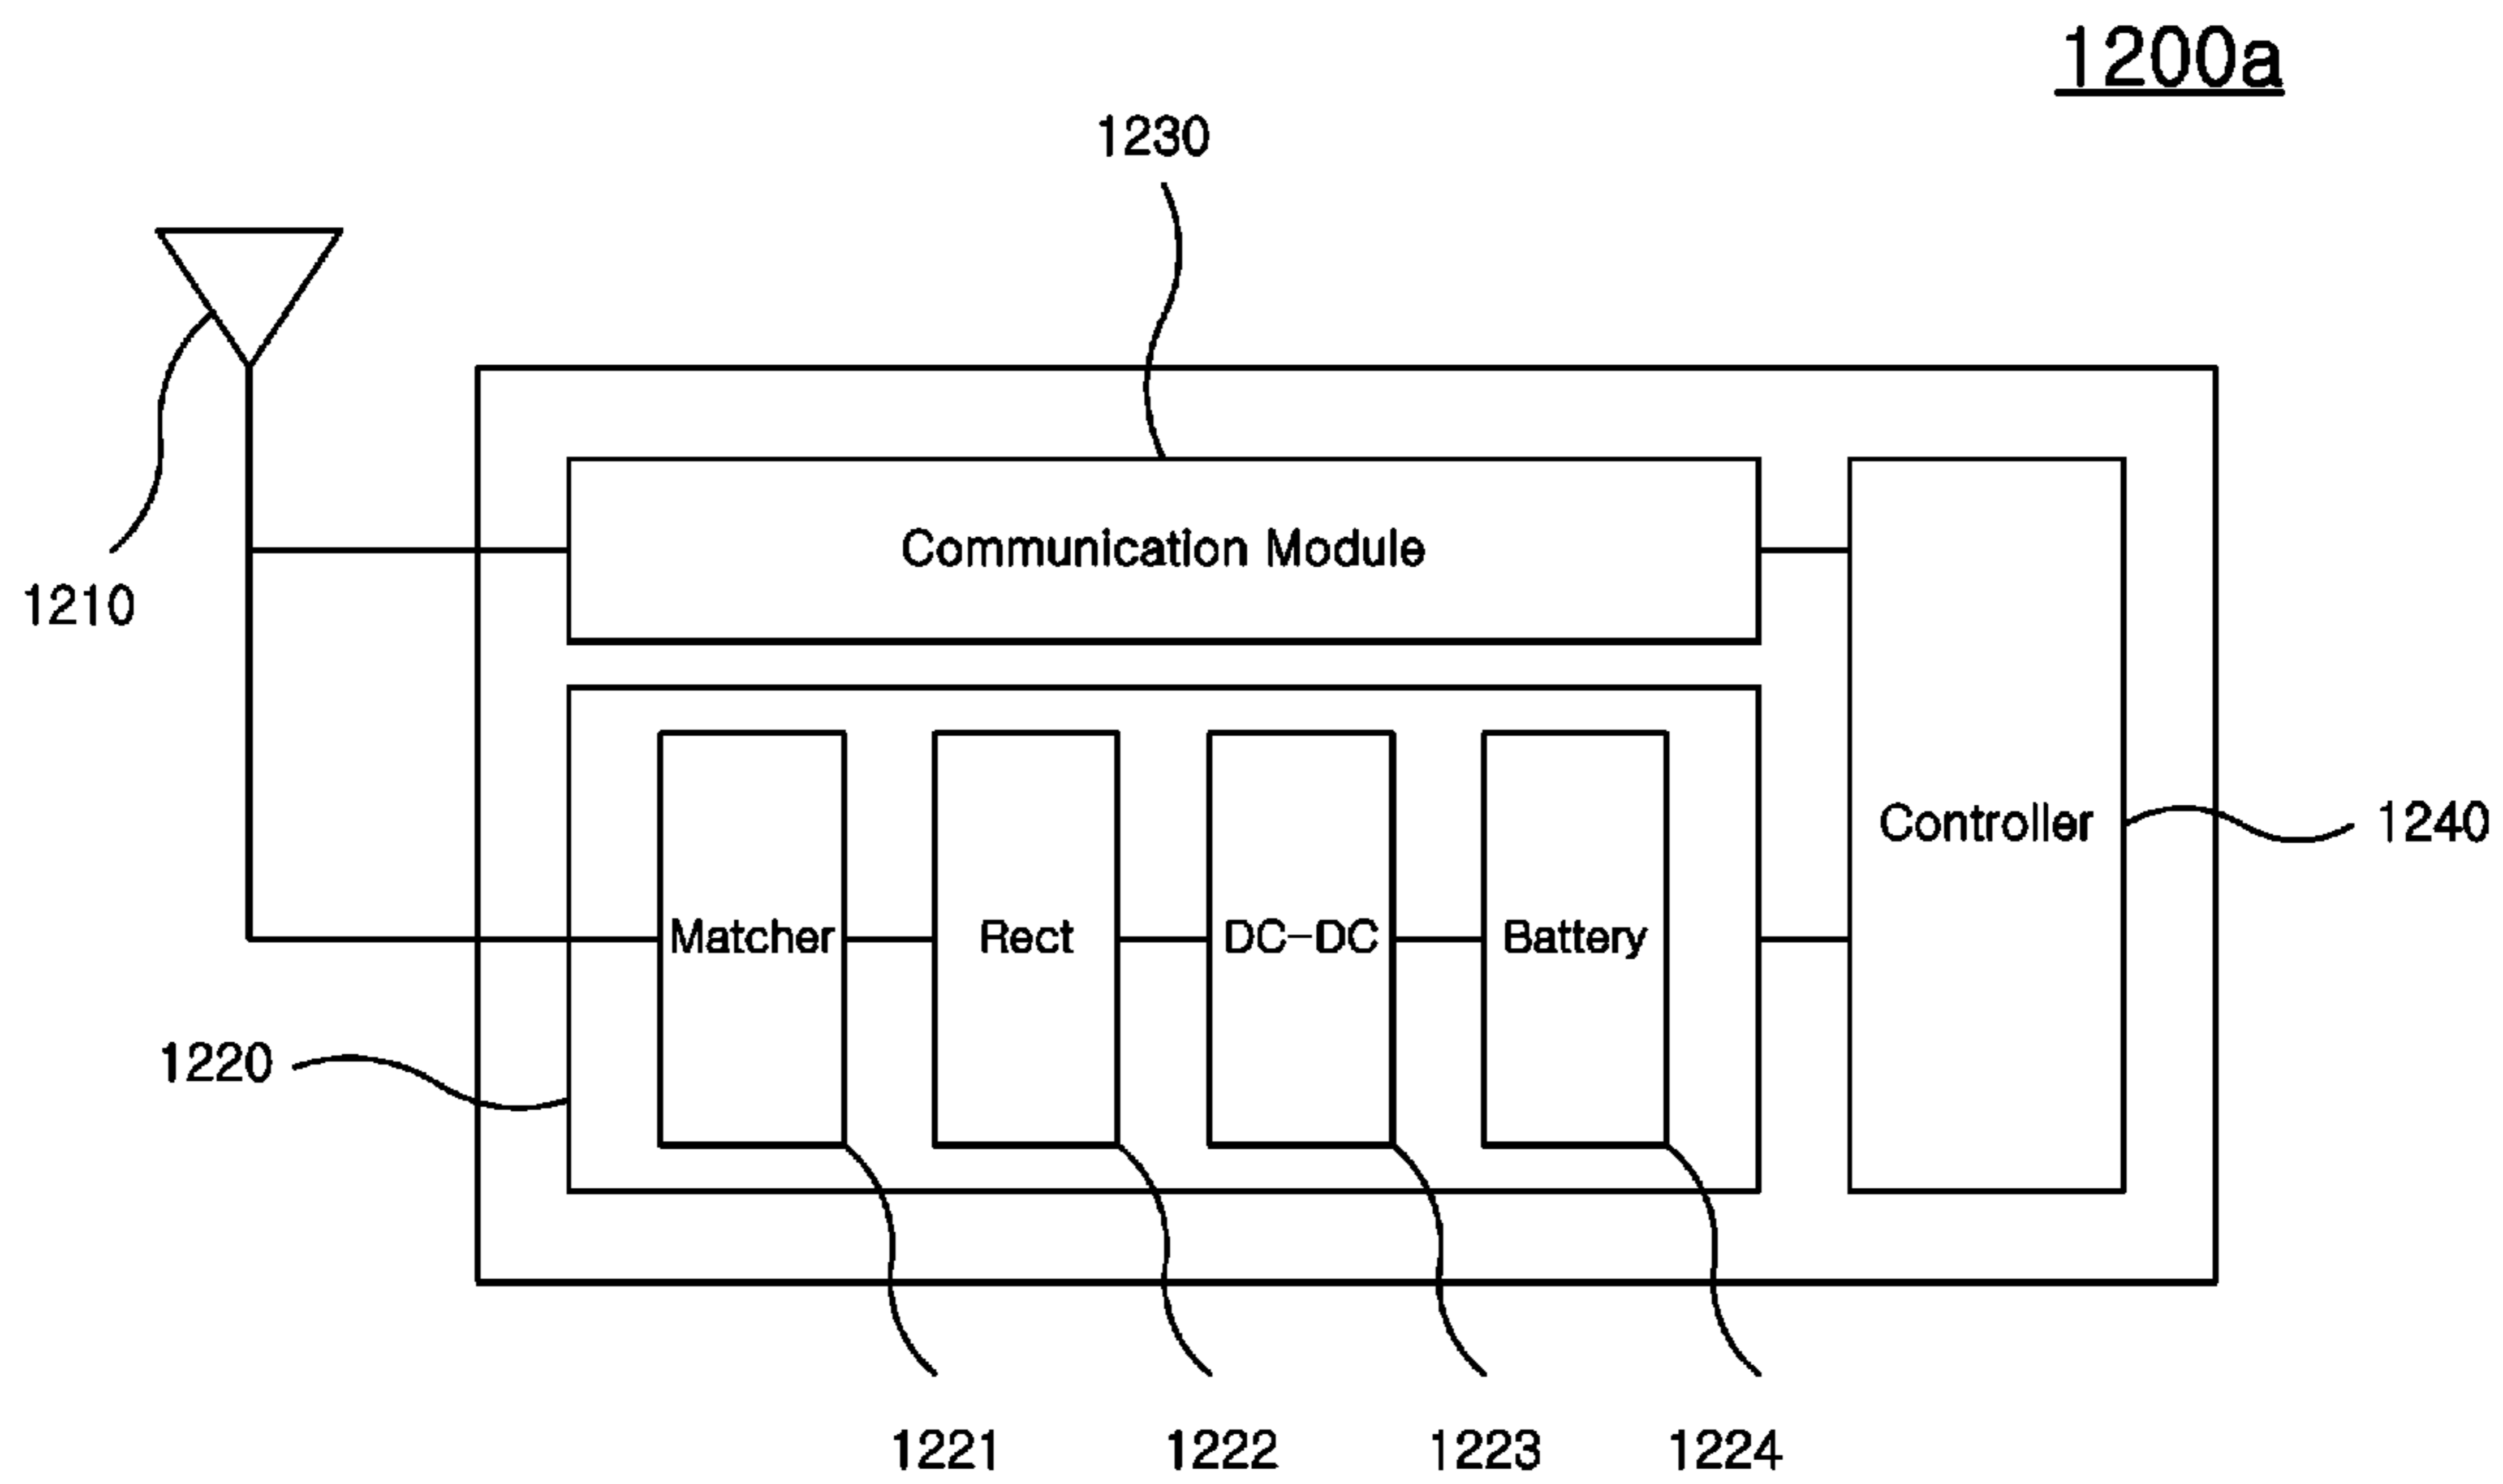 1200a
1230
1210
Communication Module
Controller
1240
Matcher
Rect
DC-DC
Battery
1220
1221
1222
1223
1224